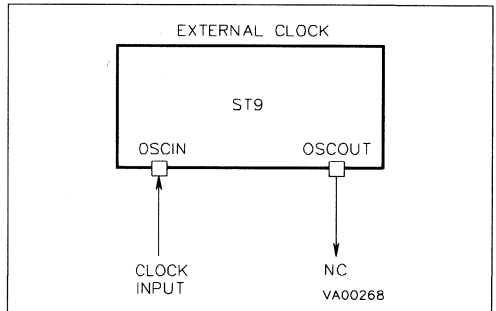 EXTERNAL CLOCK
ST9
OSCIN OSCOUT
CLOCK NC
INPUT
VA00268